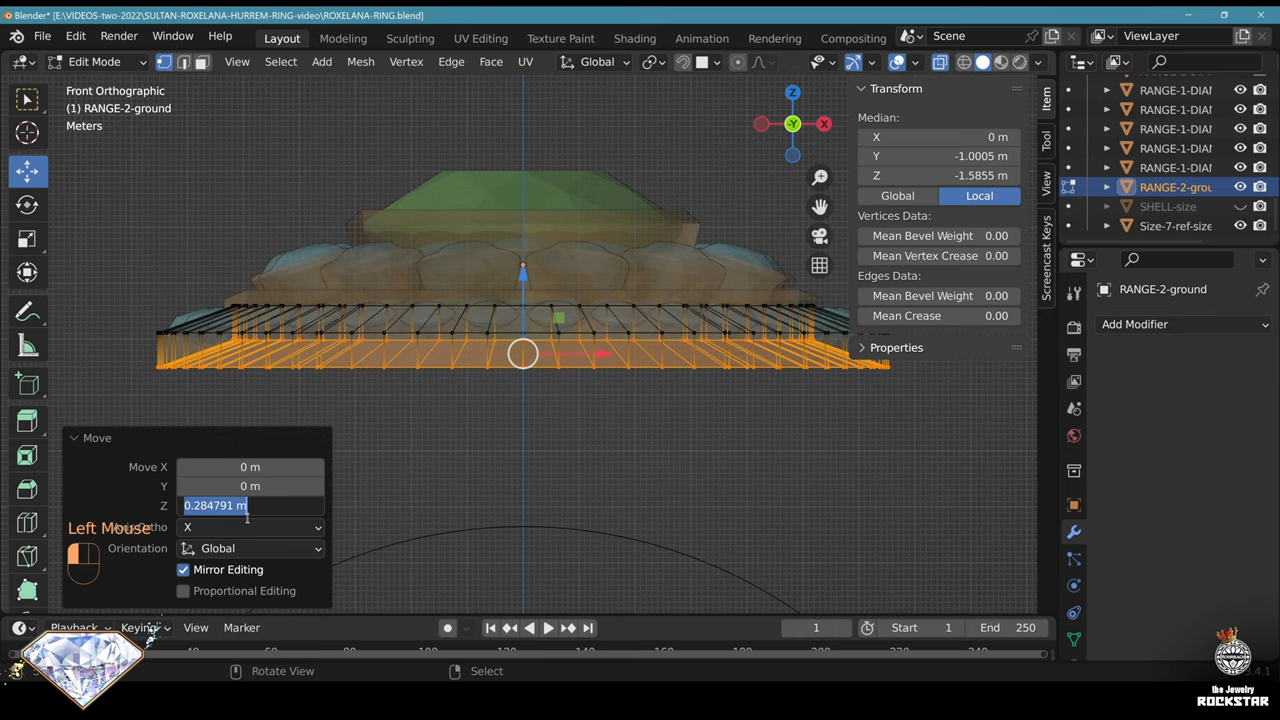 Blender* [E:\VIDEOS-two-2022\SULTAN-ROXELANA-HURREM-RING-video\ROXELANA-RING.blend]
File Edit Render Window Help Layout Modeling Sculpting UV Editing Texture Paint Shading Animation Rendering Compositing Scene ViewLayer
Edit Mode View Select Add Mesh Vertex Edge Face UV Global
Front Orthographic
(1) RANGE-2-ground
Meters
Z
-Y
X
Transform
Median:
X 0 m
Y -1.0005 m
Z -1.5855 m
Global Local
Vertices Data:
Mean Bevel Weight 0.00
Mean Vertex Crease 0.00
Edges Data:
Mean Bevel Weight 0.00
Mean Crease 0.00
Properties
Item
Tool
View
Screencast Keys
RANGE-1-DIAM
RANGE-1-DIAM
RANGE-1-DIAM
RANGE-1-DIAM
RANGE-1-DIAM
RANGE-2-grou
SHELL-size
Size-7-ref-size
RANGE-2-ground
Add Modifier
Move
Move X 0 m
Y 0 m
Z 0.284791 m
Left Mouse
Ortho X
Orientation Global
Mirror Editing
Proportional Editing
Playback Keying View Marker 1 Start 1 End 250
Rotate View Select
the Jewelry
ROCKSTAR